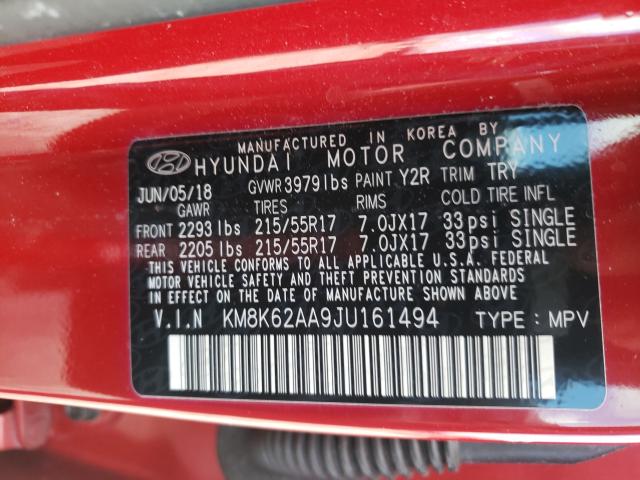 MANUFACTURED IN KOREA BY
HYUNDAI MOTOR COMPANY
JUN/05/18 GVWR 3979lbs PAINT Y2R TRIM TRY
GAWR TIRES RIMS COLD TIRE INFL
FRONT 2293 lbs 215/55R17 7.0JX17 33psi SINGLE
REAR 2205 lbs 215/55R17 7.0JX17 33psi SINGLE
THIS VEHICLE CONFORMS TO ALL APPLICABLE U.S.A. FEDERAL
MOTOR VEHICLE SAFETY AND THEFT PREVENTION STANDARDS
IN EFFECT ON THE DATE OF MANUFACTURE SHOWN ABOVE.
V.I.N KM8K62AA9JU161494 TYPE : MPV